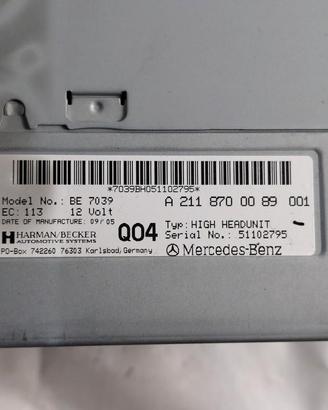 *7039BH051102795*
Model No.: BE 7039
A 211 870 00 89 001
EC: 113 12 Volt
DATE OF MANUFACTURE: 09/05
Typ: HIGH HEADUNIT
HARMAN/BECKER
AUTOMOTIVE SYSTEMS
Q04
Serial No.: 51102795
PO-Box 742260 76303 Karlsbad, Germany
Mercedes-Benz